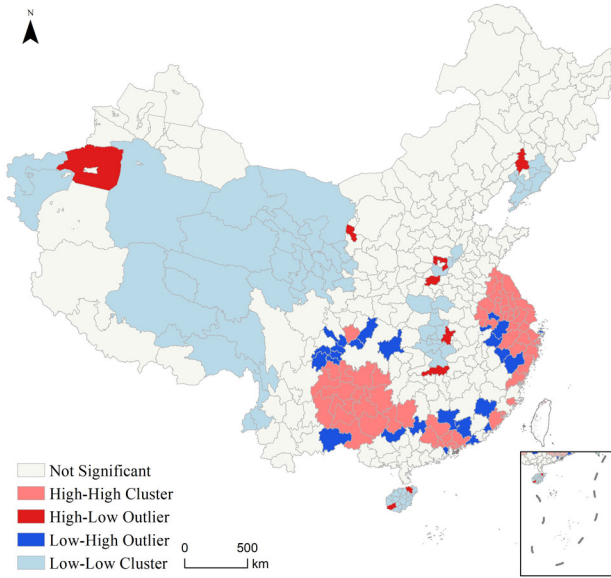 N
Not Significant
High-High Cluster
High-Low Outlier
Low-High Outlier
Low-Low Cluster
0 500
km